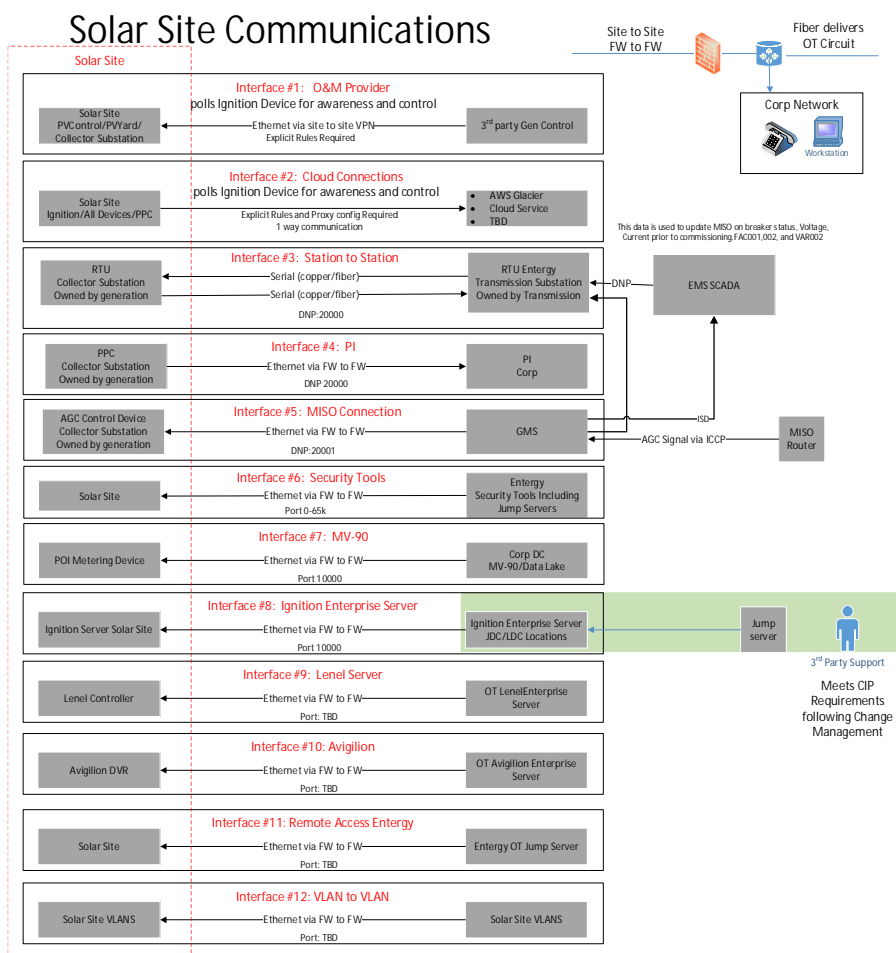 Solar Site Communications
Site to Site
FW to FW
Fiber delivers
OT Circuit
Corp Network
Workstation
Solar Site
Interface #1: O&M Provider
polls Ignition Device for awareness and control
Solar Site
PVControl/PVYard/
Collector Substation
Ethernet via site to site VPN
Explicit Rules Required
3rd party Gen Control
Interface #2: Cloud Connections
polls Ignition Device for awareness and control
Solar Site
Ignition/All Devices/PPC
Explicit Rules and Proxy config Required
1 way communication
• AWS Glacier
• Cloud Service
• TBD
This data is used to update MISO on breaker status, Voltage,
Current prior to commissioning.FAC001,002, and VAR002
Interface #3: Station to Station
RTU
Collector Substation
Owned by generation
Serial (copper/fiber)
Serial (copper/fiber)
DNP:20000
RTU Entergy
Transmission Substation
Owned by Transmission
DNP
EMS SCADA
Interface #4: PI
PPC
Collector Substation
Owned by generation
Ethernet via FW to FW
DNP 20000
PI
Corp
Interface #5: MISO Connection
AGC Control Device
Collector Substation
Owned by generation
Ethernet via FW to FW
DNP:20001
GMS
ISD
AGC Signal via ICCP
MISO
Router
Interface #6: Security Tools
Solar Site
Ethernet via FW to FW
Port 0-65k
Entergy
Security Tools Including
Jump Servers
Interface #7: MV-90
POI Metering Device
Ethernet via FW to FW
Port 10000
Corp DC
MV-90/Data Lake
Interface #8: Ignition Enterprise Server
Ignition Server Solar Site
Ethernet via FW to FW
Port 10000
Ignition Enterprise Server
JDC/LDC Locations
Jump
server
3rd Party Support
Meets CIP
Requirements
following Change
Management
Interface #9: Lenel Server
Lenel Controller
Ethernet via FW to FW
Port: TBD
OT LenelEnterprise
Server
Interface #10: Avigilion
Avigilion DVR
Ethernet via FW to FW
Port: TBD
OT Avigilion Enterprise
Server
Interface #11: Remote Access Entergy
Solar Site
Ethernet via FW to FW
Port: TBD
Entergy OT Jump Server
Interface #12: VLAN to VLAN
Solar Site VLANS
Ethernet via FW to FW
Port: TBD
Solar Site VLANS